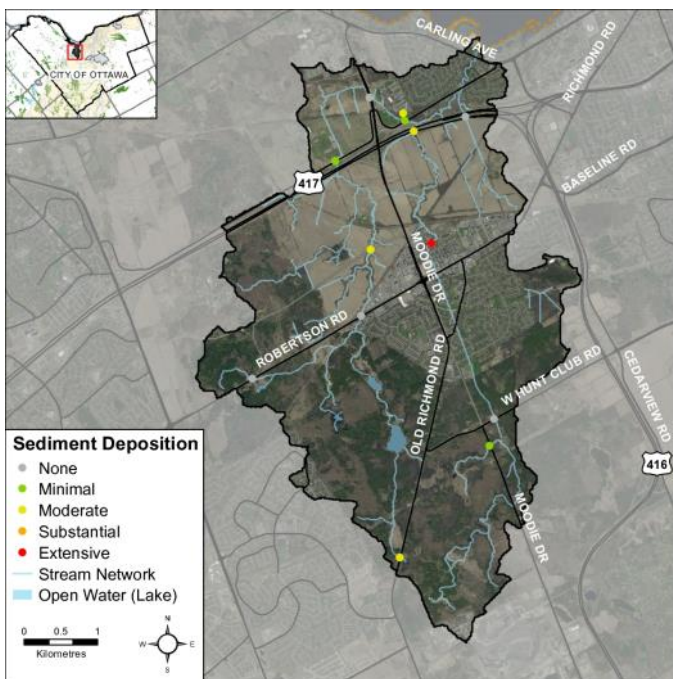 CITY OF OTTAWA
CARLING AVE
RICHMOND RD
BASELINE RD
417
MOODIE DR
ROBERTSON RD
OLD RICHMOND RD
W HUNT CLUB RD
CEDARVIEW RD
416
MOODIE DR
Sediment Deposition
None
Minimal
Moderate
Substantial
Extensive
Stream Network
Open Water (Lake)
0 0.5 1
Kilometres
N
W E
S